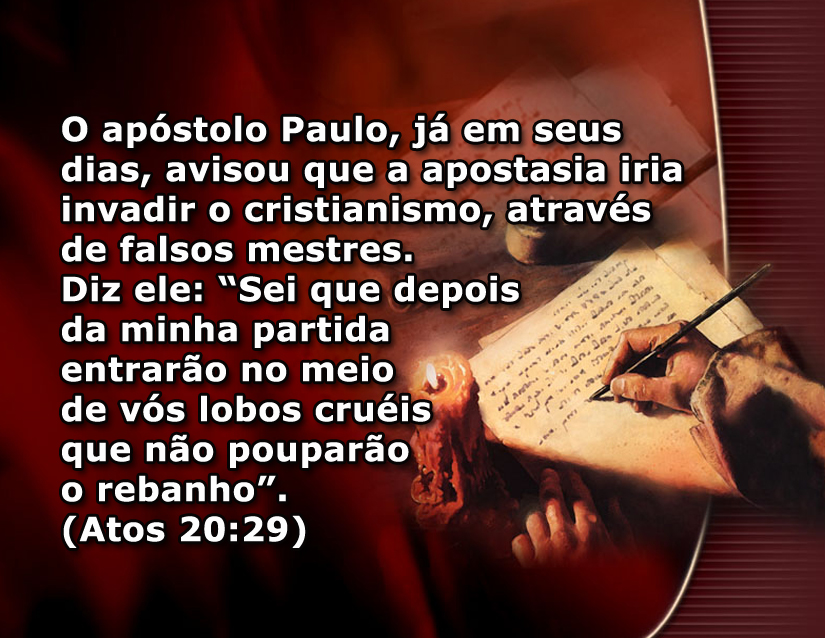 O apóstolo Paulo, já em seus
dias, avisou que a apostasia iria
invadir o cristianismo, através
de falsos mestres.
Diz ele: “Sei que depois
da minha partida
entrarão no meio
de vós lobos cruéis
que não pouparão
o rebanho”.
(Atos 20:29)